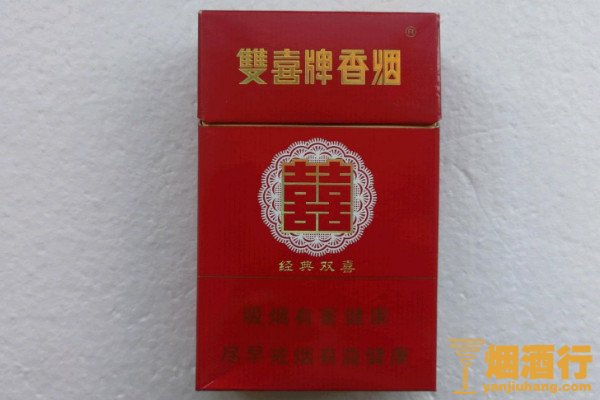 雙喜牌香烟
®
囍
经典双喜
吸烟有害健康
尽早戒烟有益健康
烟酒行
yanjiuhang.com